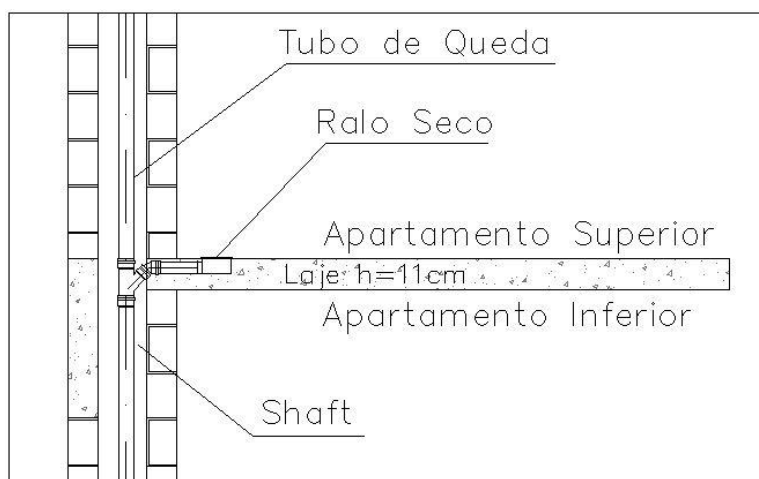 Tubo de Queda
Ralo Seco
Apartamento Superior
Laje h=11cm
Apartamento Inferior
Shaft